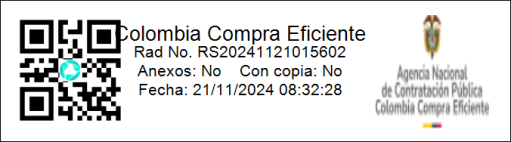 Colombia Compra Eficiente
Rad No. RS20241121015602
Anexos: No Con copia: No
Fecha: 21/11/2024 08:32:28
Agencia Nacional
de Contratación Pública
Colombia Compra Eficiente